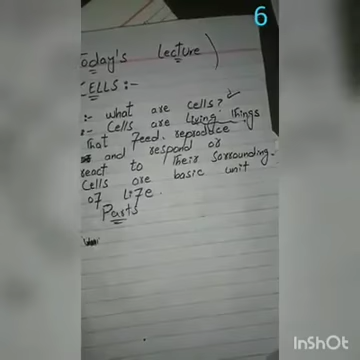 6
Today's Lecture)
CELLS:-
:- what are cells?
:- Cells are living things
That feed, reproduce
and respond or
react to their sorrounding.
Cells are basic unit
of life.
Parts
InShOt